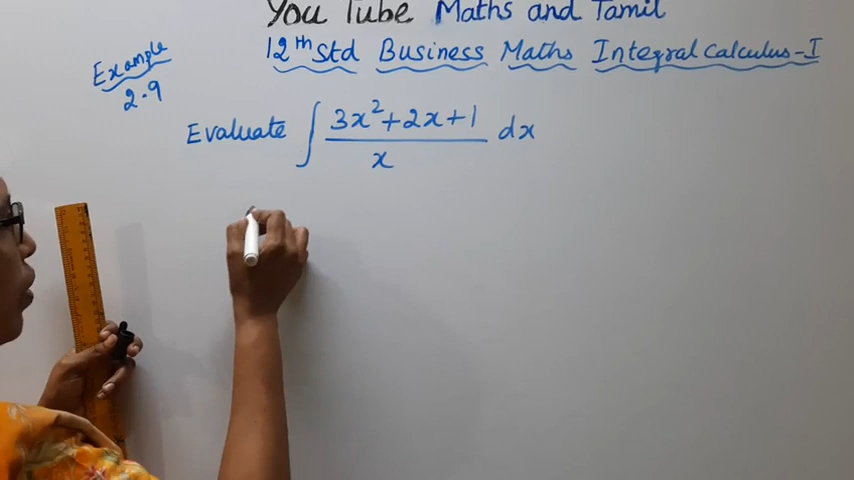 You Tube Maths and Tamil
12th Std Business Maths Integral calculus-I
Example
2.9
Evaluate ∫ (3x²+2x+1)/x dx